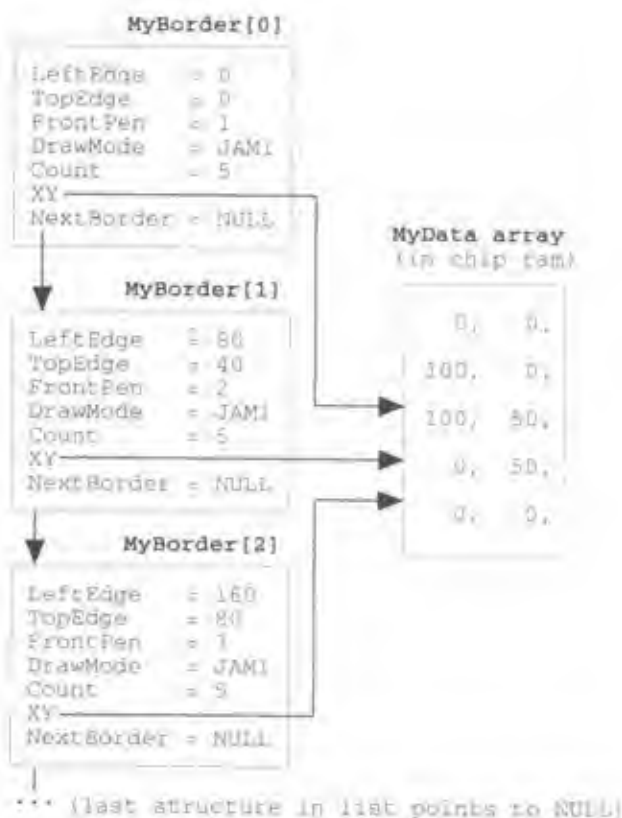 MyBorder[0]
LeftEdge = 0
TopEdge = 0
FrontPen = 1
DrawMode = JAM1
Count = 5
XY
NextBorder = NULL
MyBorder[1]
LeftEdge = 80
TopEdge = 40
FrontPen = 2
DrawMode = JAM1
Count = 5
XY
NextBorder = NULL
MyBorder[2]
LeftEdge = 160
TopEdge = 80
FrontPen = 1
DrawMode = JAM1
Count = 5
XY
NextBorder = NULL
••• (last structure in list points to NULL)
MyData array
(in chip ram)
0, 0,
100, 0,
100,
0, 50,
0, 0,